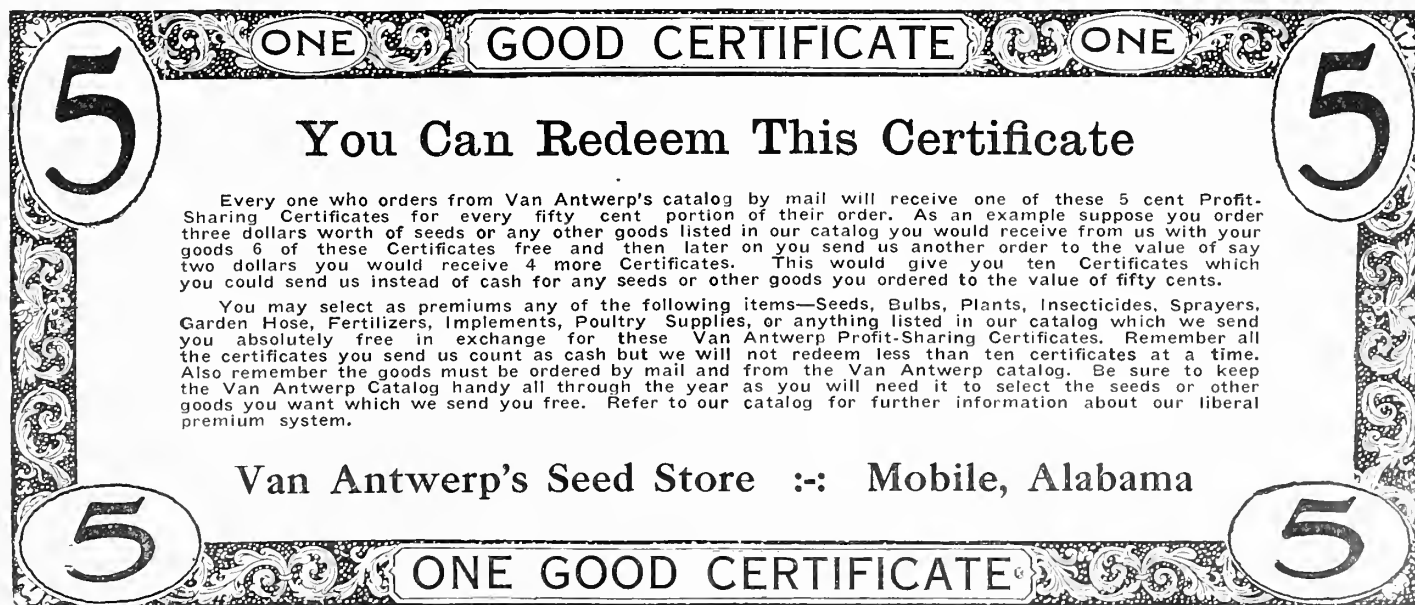 5 ONE GOOD CERTIFICATE ONE 5
You Can Redeem This Certificate
Every one who orders from Van Antwerp's catalog by mail will receive one of these 5 cent Profit-
Sharing Certificates for every fifty cent portion of their order. As an example suppose you order
three dollars worth of seeds or any other goods listed in our catalog you would receive from us with your
goods 6 of these Certificates free and then later on you send us another order to the value of say
two dollars you would receive 4 more Certificates. This would give you ten Certificates which
you could send us instead of cash for any seeds or other goods you ordered to the value of fifty cents.
You may select as premiums any of the following items—Seeds, Bulbs, Plants, Insecticides, Sprayers,
Garden Hose, Fertilizers, Implements, Poultry Supplies, or anything listed in our catalog which we send
you absolutely free in exchange for these Van Antwerp Profit-Sharing Certificates. Remember all
the certificates you send us count as cash but we will not redeem less than ten certificates at a time.
Also remember the goods must be ordered by mail and from the Van Antwerp catalog. Be sure to keep
the Van Antwerp Catalog handy all through the year as you will need it to select the seeds or other
goods you want which we send you free. Refer to our catalog for further information about our liberal
premium system.
Van Antwerp's Seed Store :-: Mobile, Alabama
5 ONE GOOD CERTIFICATE 5